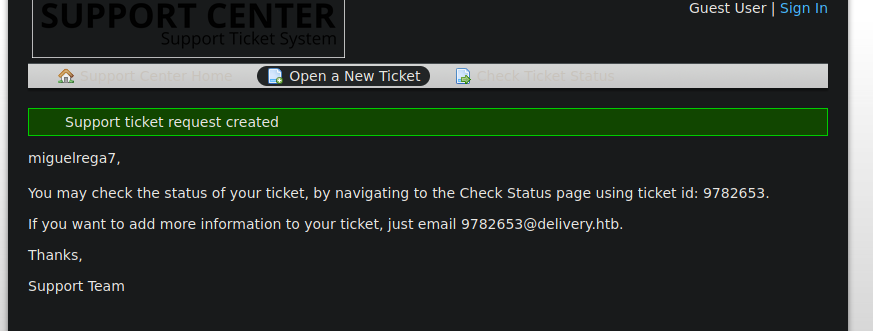 SUPPORT CENTER
Support Ticket System
Guest User | Sign In
Support Center Home Open a New Ticket Check Ticket Status
Support ticket request created
miguelrega7,
You may check the status of your ticket, by navigating to the Check Status page using ticket id: 9782653.
If you want to add more information to your ticket, just email 9782653@delivery.htb.
Thanks,
Support Team